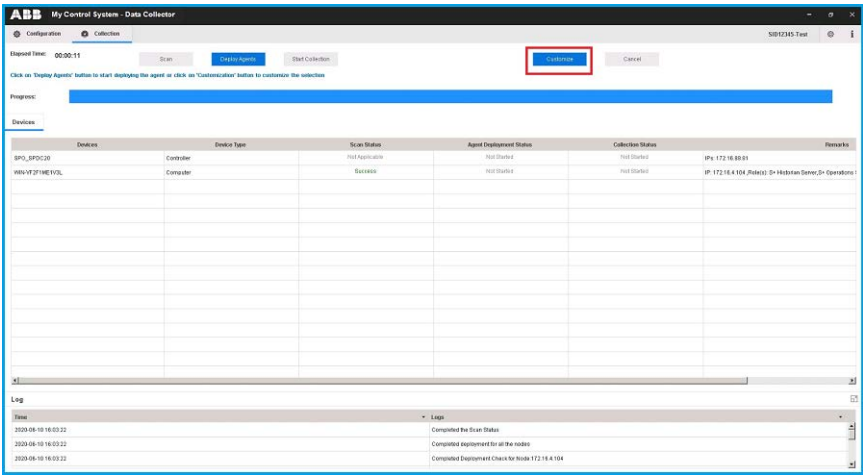 ABB My Control System - Data Collector
Configuration Collection SID12345-Test
Elapsed Time: 00:00:11 Scan Deploy Agents Start Collection Customize Cancel
Click on 'Deploy Agents' button to start deploying the agent or click on 'Customization' button to customize the selection
Progress:
Devices
Devices Device Type Scan Status Agent Deployment Status Collection Status Remarks
SPO_SPDC20 Controller Not Applicable Not Started Not Started IPs: 172.16.88.81
WIN-YF2F1ME1V3L Computer Success Not Started Not Started IP: 172.16.4.104 ,Role(s): S+ Historian Server,S+ Operations
Log
Time Logs
2020-06-10 16:03:22 Completed the Scan Status
2020-06-10 16:03:22 Completed deployment for all the nodes
2020-06-10 16:03:22 Completed Deployment Check for Node:172.16.4.104